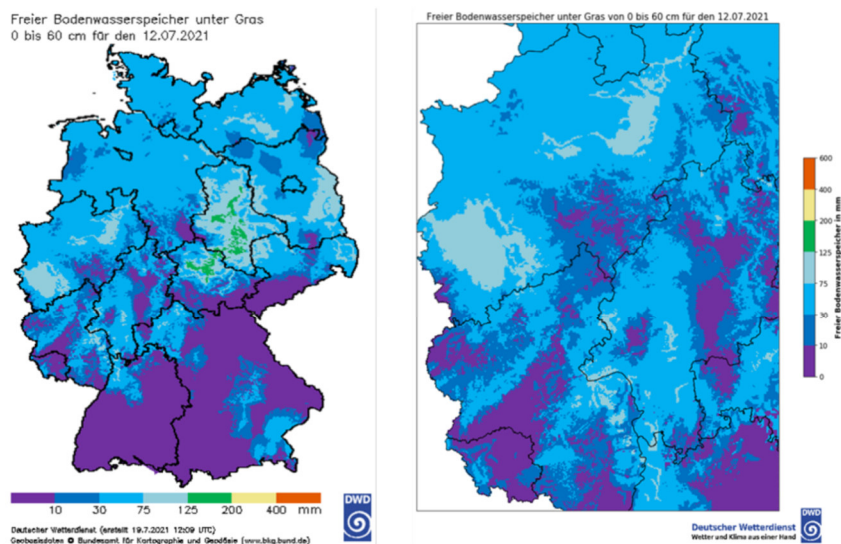 Freier Bodenwasserspeicher unter Gras
0 bis 60 cm für den 12.07.2021
10 30 75 125 200 400 mm
Deutscher Wetterdienst (erstellt 19.7.2021 12:09 UTC)
Geobasisdaten © Bundesamt für Kartographie und Geodäsie (www.bkg.bund.de)
DWD
Freier Bodenwasserspeicher unter Gras von 0 bis 60 cm für den 12.07.2021
600
400
200
125
75
30
10
0
Freier Bodenwasserspeicher in mm
Deutscher Wetterdienst
Wetter und Klima aus einer Hand
DWD